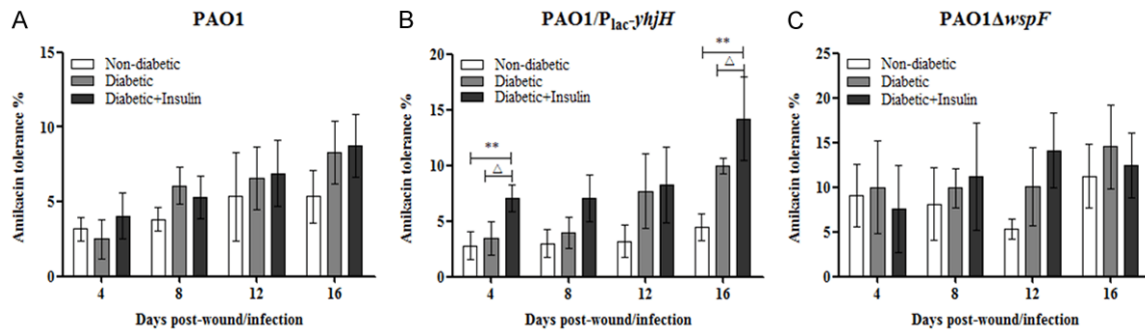 A
PAO1
Amikacin tolerance %
15
10
5
0
Non-diabetic
Diabetic
Diabetic+Insulin
4
8
12
16
Days post-wound/infection
B
PAO1/Plac-yhjH
Amikacin tolerance %
20
15
10
5
0
Non-diabetic
Diabetic
Diabetic+Insulin
**
△
**
△
4
8
12
16
Days post-wound/infection
C
PAO1ΔwspF
Amikacin tolerance %
25
20
15
10
5
0
Non-diabetic
Diabetic
Diabetic+Insulin
4
8
12
16
Days post-wound/infection